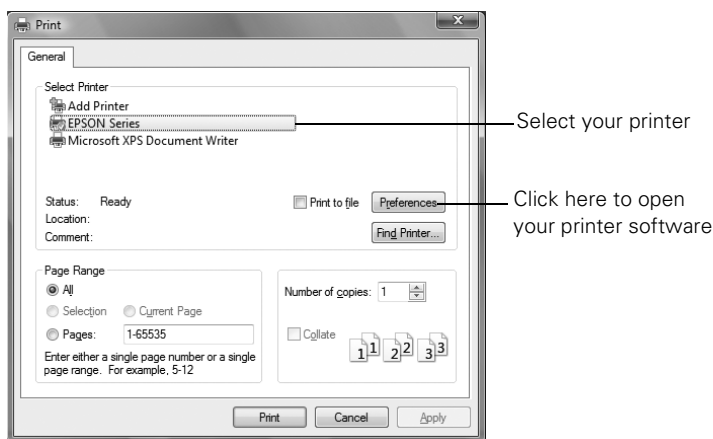 Print
General
Select Printer
Add Printer
EPSON Series
Microsoft XPS Document Writer
Select your printer
Status: Ready
Print to file
Preferences
Click here to open
your printer software
Location:
Comment:
Find Printer...
Page Range
All
Selection
Current Page
Pages: 1-65535
Enter either a single page number or a single
page range. For example, 5-12
Number of copies: 1
Collate
1 1 2 2 3 3
Print
Cancel
Apply